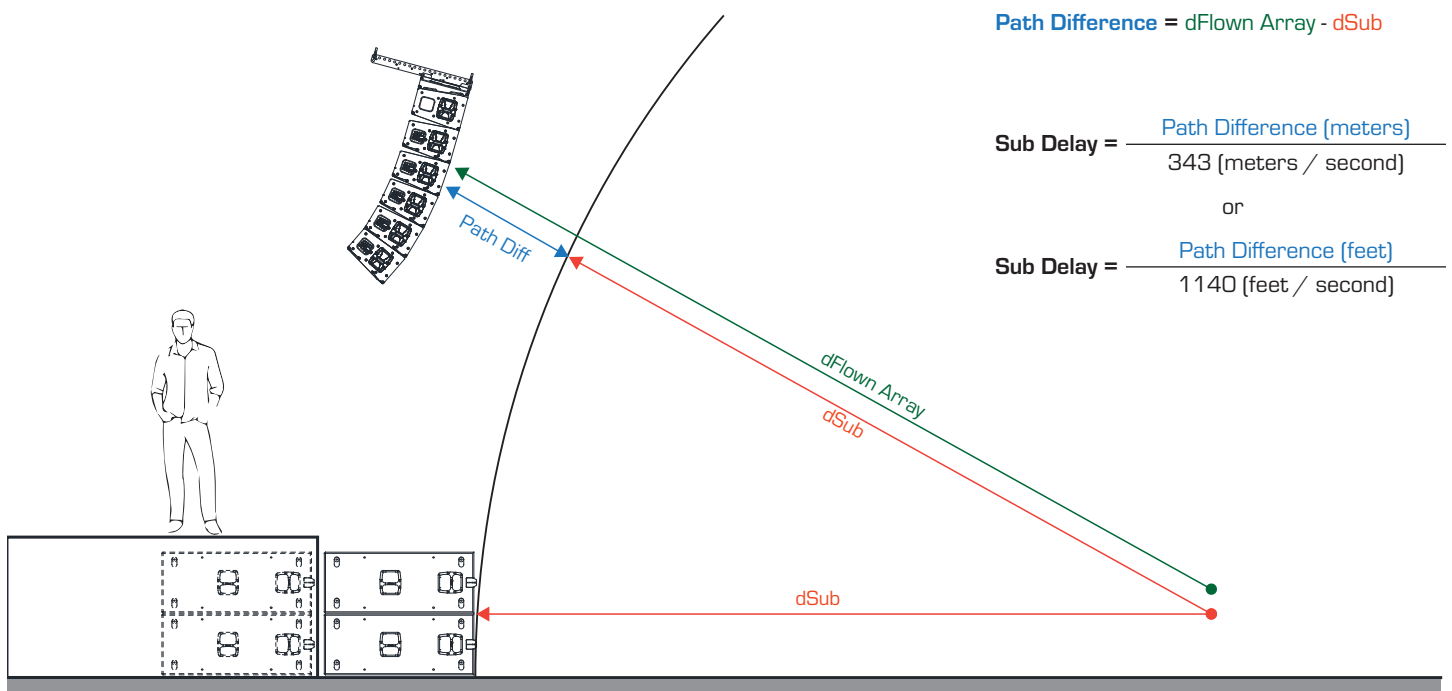 Path Difference = dFlown Array - dSub
Sub Delay = Path Difference (meters)
343 (meters / second)
or
Sub Delay = Path Difference (feet)
1140 (feet / second)
Path Diff
dFlown Array
dSub
dSub